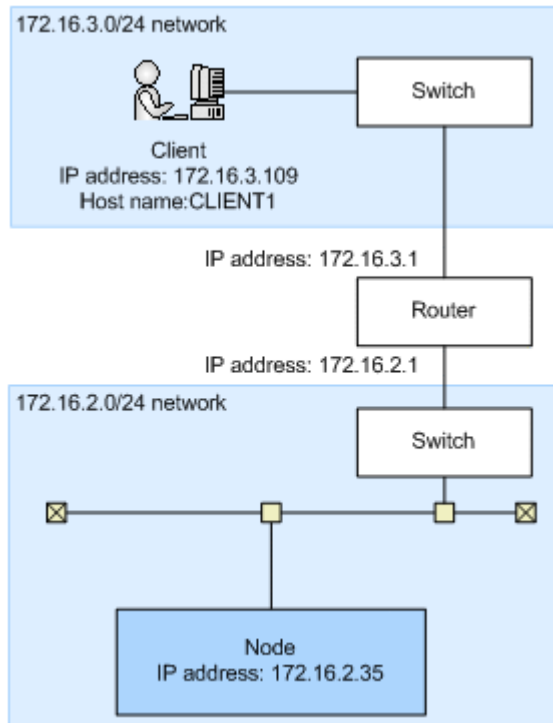 172.16.3.0/24 network
Switch
Client
IP address: 172.16.3.109
Host name:CLIENT1
IP address: 172.16.3.1
Router
IP address: 172.16.2.1
172.16.2.0/24 network
Switch
Node
IP address: 172.16.2.35